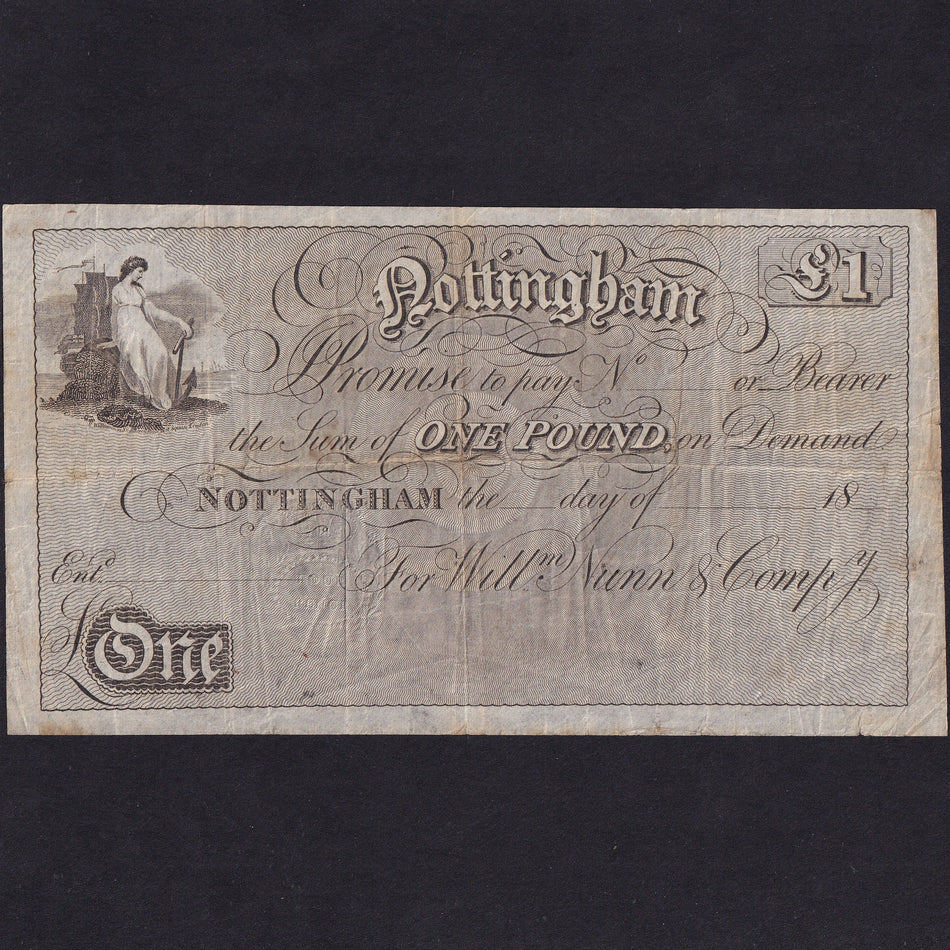 Nottingham £1
I Promise to pay No or Bearer
the Sum of ONE POUND, on Demand
NOTTINGHAM the day of 18
Entd. For Willm. Nunn & Compy.
£ One